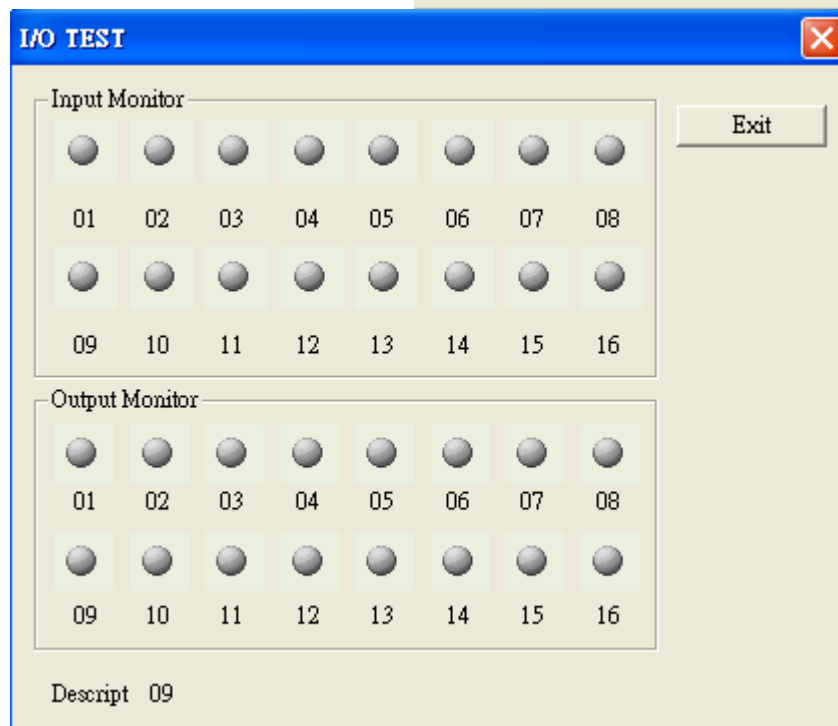 I/O TEST
Input Monitor
Exit
01 02 03 04 05 06 07 08
09 10 11 12 13 14 15 16
Output Monitor
01 02 03 04 05 06 07 08
09 10 11 12 13 14 15 16
Descript 09